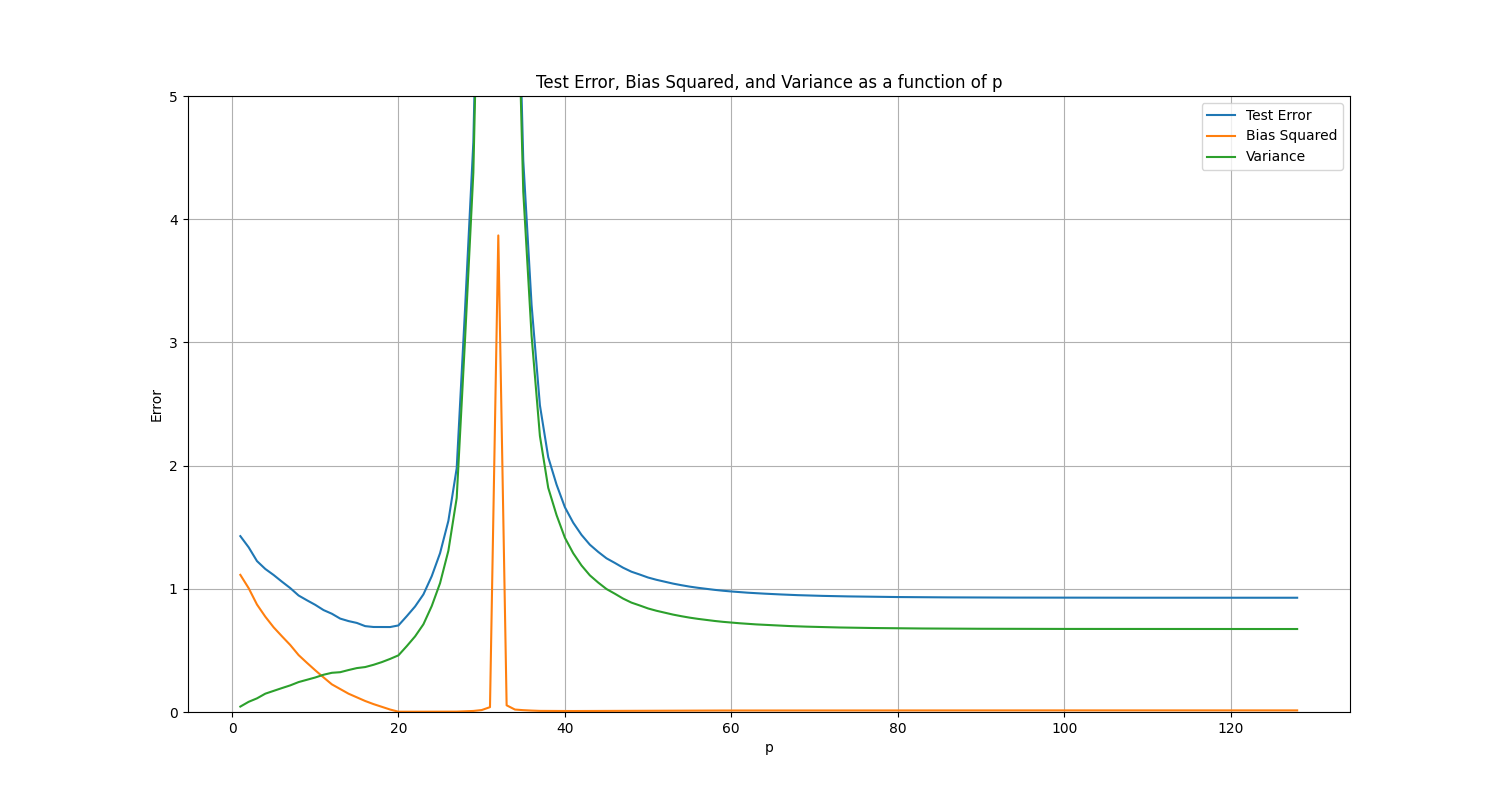 Test Error, Bias Squared, and Variance as a function of p
5
4
3
2
1
0
Error
0 20 40 60 80 100 120
p
Test Error
Bias Squared
Variance